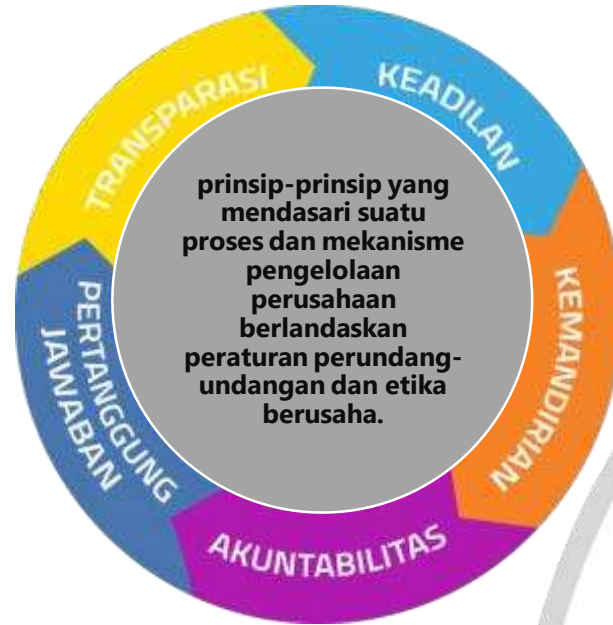 TRANSPARASI
KEADILAN
KEMANDIRIAN
AKUNTABILITAS
PERTANGGUNG
JAWABAN
prinsip-prinsip yang
mendasari suatu
proses dan mekanisme
pengelolaan
perusahaan
berlandaskan
peraturan perundang-
undangan dan etika
berusaha.